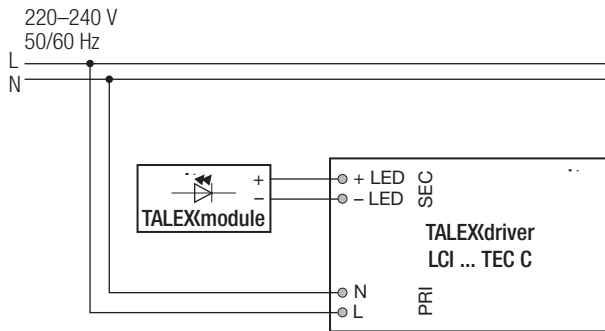 220–240 V
50/60 Hz
L
N
+
–
TALEXmodule
+ LED
– LED
SEC
TALEXdriver
LCI ... TEC C
N
L
PRI